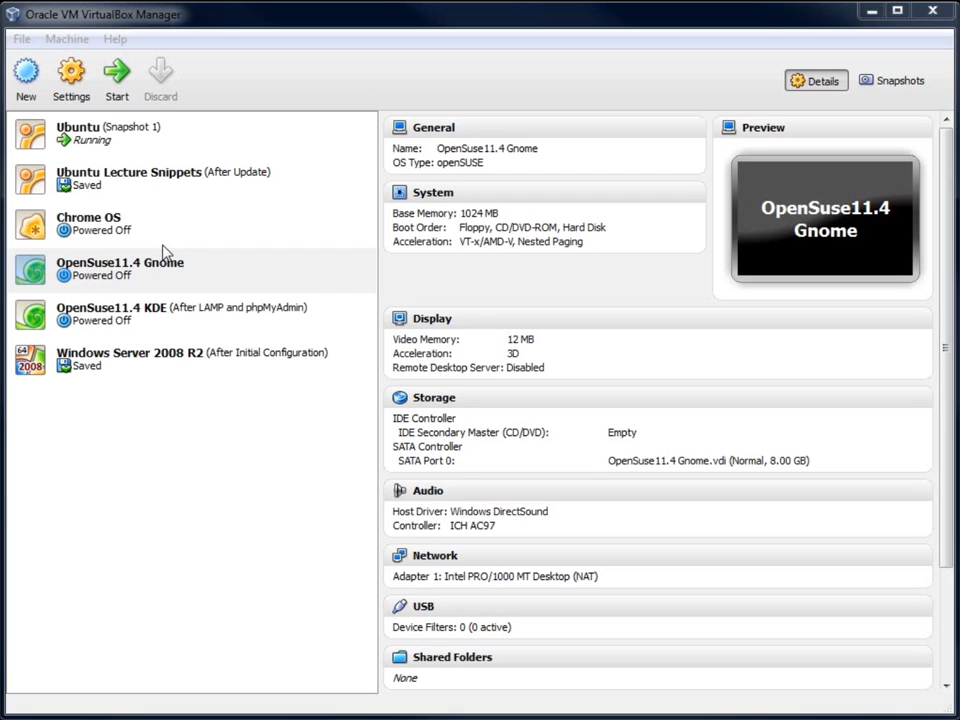 Oracle VM VirtualBox Manager
File Machine Help
New Settings Start Discard
Details Snapshots
Ubuntu (Snapshot 1)
Running
Ubuntu Lecture Snippets (After Update)
Saved
Chrome OS
Powered Off
OpenSuse11.4 Gnome
Powered Off
OpenSuse11.4 KDE (After LAMP and phpMyAdmin)
Powered Off
64
2008
Windows Server 2008 R2 (After Initial Configuration)
Saved
General
Name: OpenSuse11.4 Gnome
OS Type: openSUSE
System
Base Memory: 1024 MB
Boot Order: Floppy, CD/DVD-ROM, Hard Disk
Acceleration: VT-x/AMD-V, Nested Paging
Preview
OpenSuse11.4
Gnome
Display
Video Memory: 12 MB
Acceleration: 3D
Remote Desktop Server: Disabled
Storage
IDE Controller
IDE Secondary Master (CD/DVD): Empty
SATA Controller
SATA Port 0: OpenSuse11.4 Gnome.vdi (Normal, 8.00 GB)
Audio
Host Driver: Windows DirectSound
Controller: ICH AC97
Network
Adapter 1: Intel PRO/1000 MT Desktop (NAT)
USB
Device Filters: 0 (0 active)
Shared Folders
None